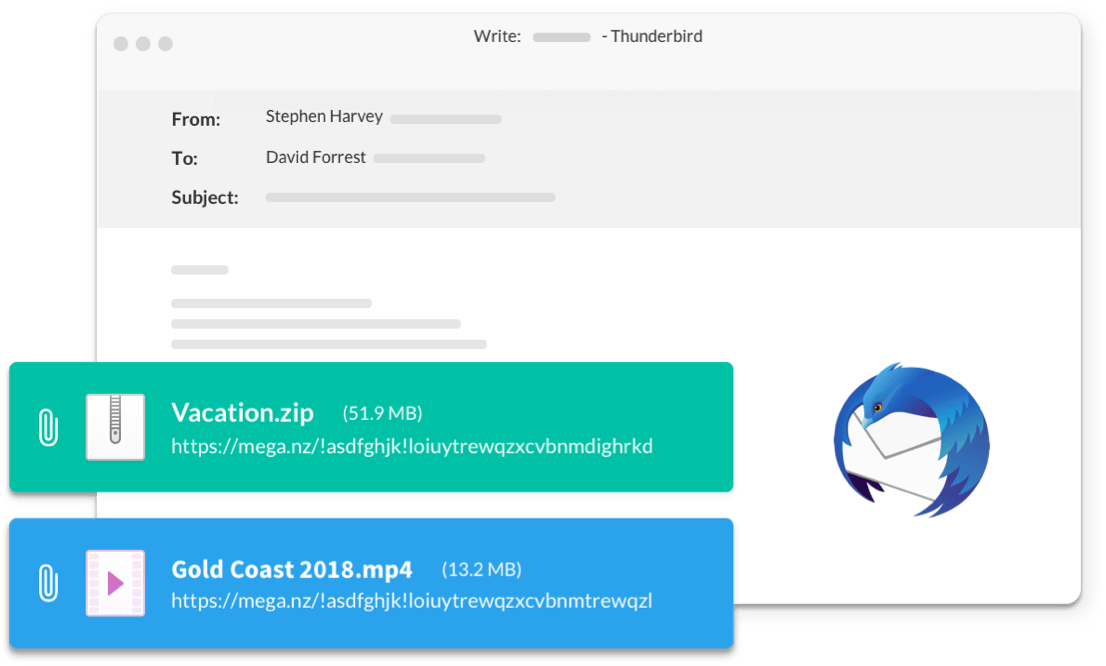 Write: - Thunderbird
From: Stephen Harvey
To: David Forrest
Subject:
Vacation.zip (51.9 MB)
https://mega.nz/!asdfghjk!loiuytrewqzxcvbnmdighrkd
Gold Coast 2018.mp4 (13.2 MB)
https://mega.nz/!asdfghjk!loiuytrewqzxcvbnmtrewqzl